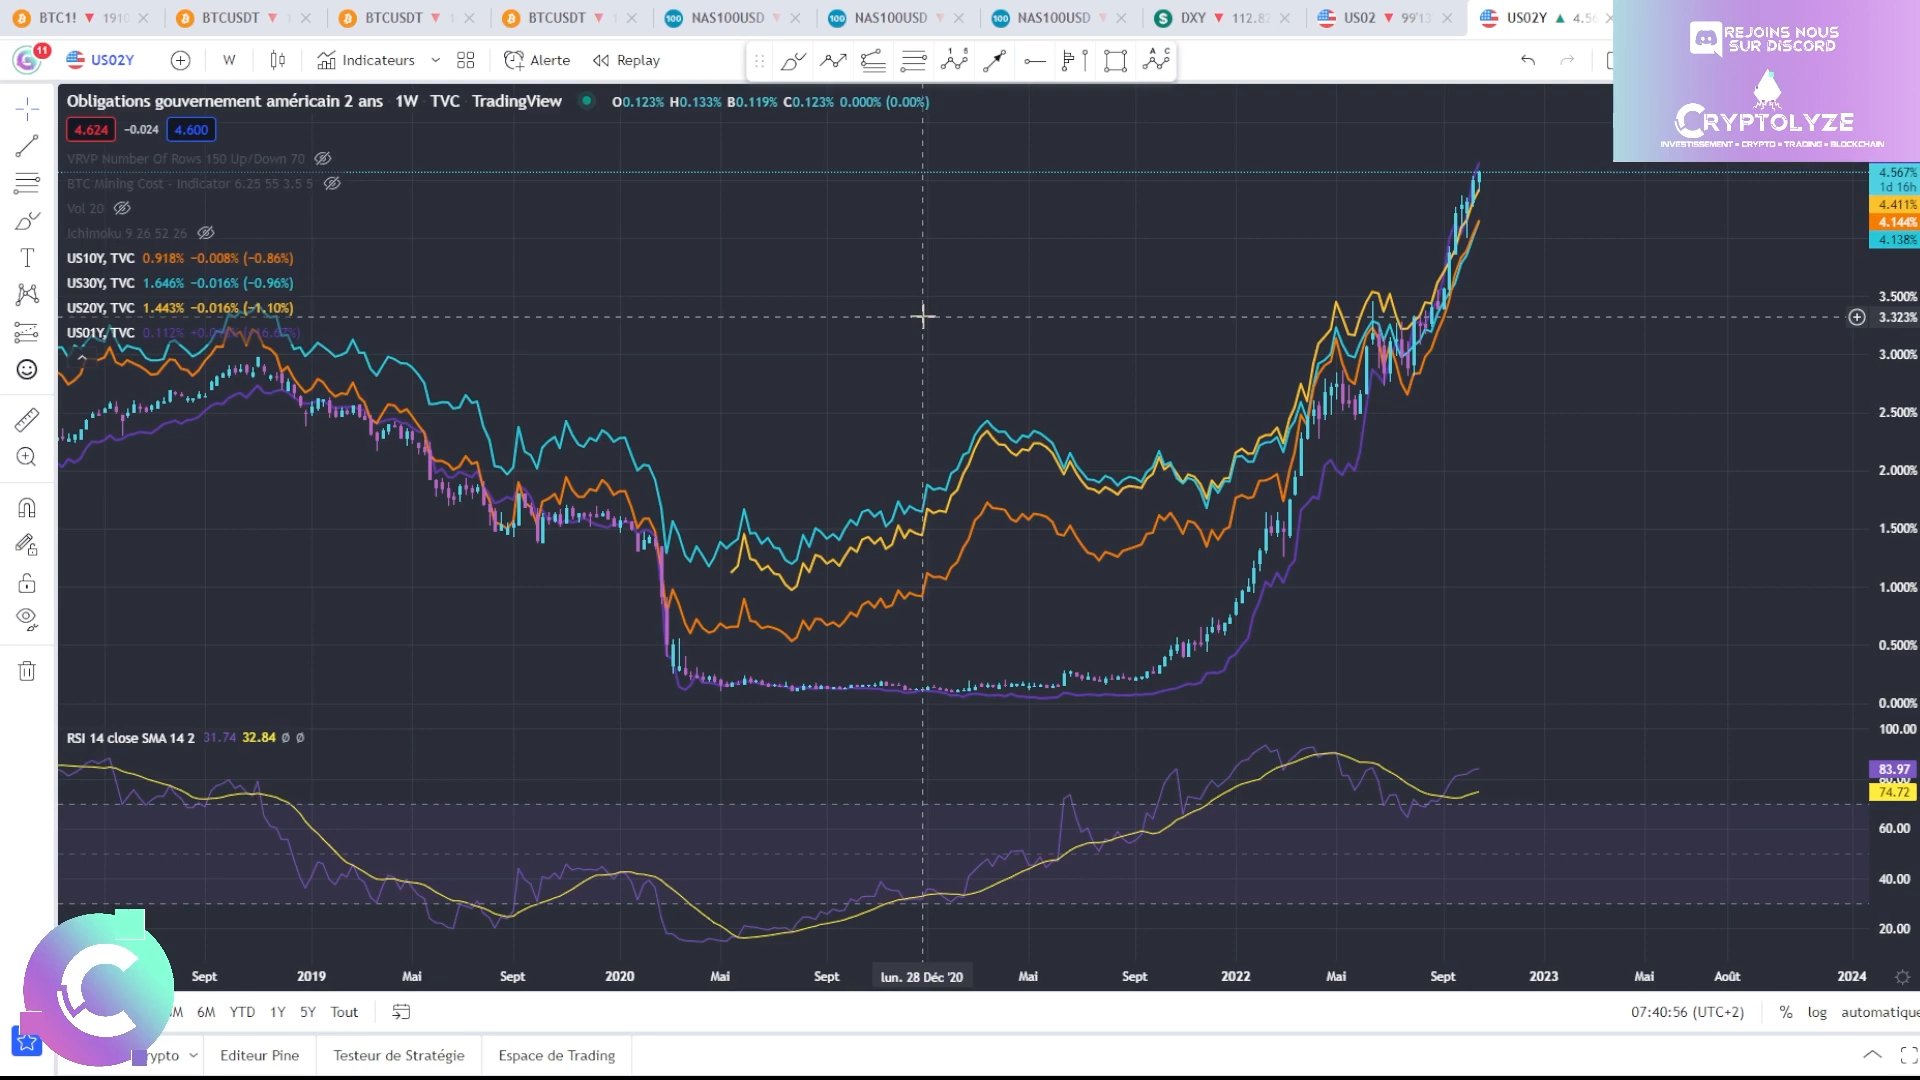 BTC1! ▼ 1910
BTCUSDT ▼ 1
BTCUSDT ▼ 1
BTCUSDT ▼ 1
NAS100USD ▼
NAS100USD ▼
NAS100USD ▼
DXY ▼ 112.82
US02 ▼ 99'13
US02Y ▲ 4.56
REJOINS NOUS
SUR DISCORD
CRYPTOLYZE
INVESTISSEMENT • CRYPTO • TRADING • BLOCKCHAIN
11
US02Y
W
Indicateurs
Alerte
Replay
Obligations gouvernement américain 2 ans 1W TVC TradingView O0.123% H0.133% B0.119% C0.123% 0.000% (0.00%)
4.624 −0.024 4.600
VRVP Number Of Rows 150 Up/Down 70
BTC Mining Cost - Indicator 6.25 55 3.5 5
Vol 20
Ichimoku 9 26 52 26
US10Y, TVC 0.918% −0.008% (−0.86%)
US30Y, TVC 1.646% −0.016% (−0.96%)
US20Y, TVC 1.443% −0.016% (−1.10%)
US01Y, TVC 0.112%
4.567%
1d 16h
4.411%
4.144%
4.138%
3.500%
3.323%
3.000%
2.500%
2.000%
1.500%
1.000%
0.500%
0.000%
RSI 14 close SMA 14 2 31.74 32.84 Ø Ø
100.00
83.97
74.72
60.00
40.00
20.00
Sept 2019 Mai Sept 2020 Mai Sept lun. 28 Déc '20 Mai Sept 2022 Mai Sept 2023 Mai Août 2024
6M YTD 1Y 5Y Tout
07:40:56 (UTC+2) % log automatique
Editeur Pine Testeur de Stratégie Espace de Trading